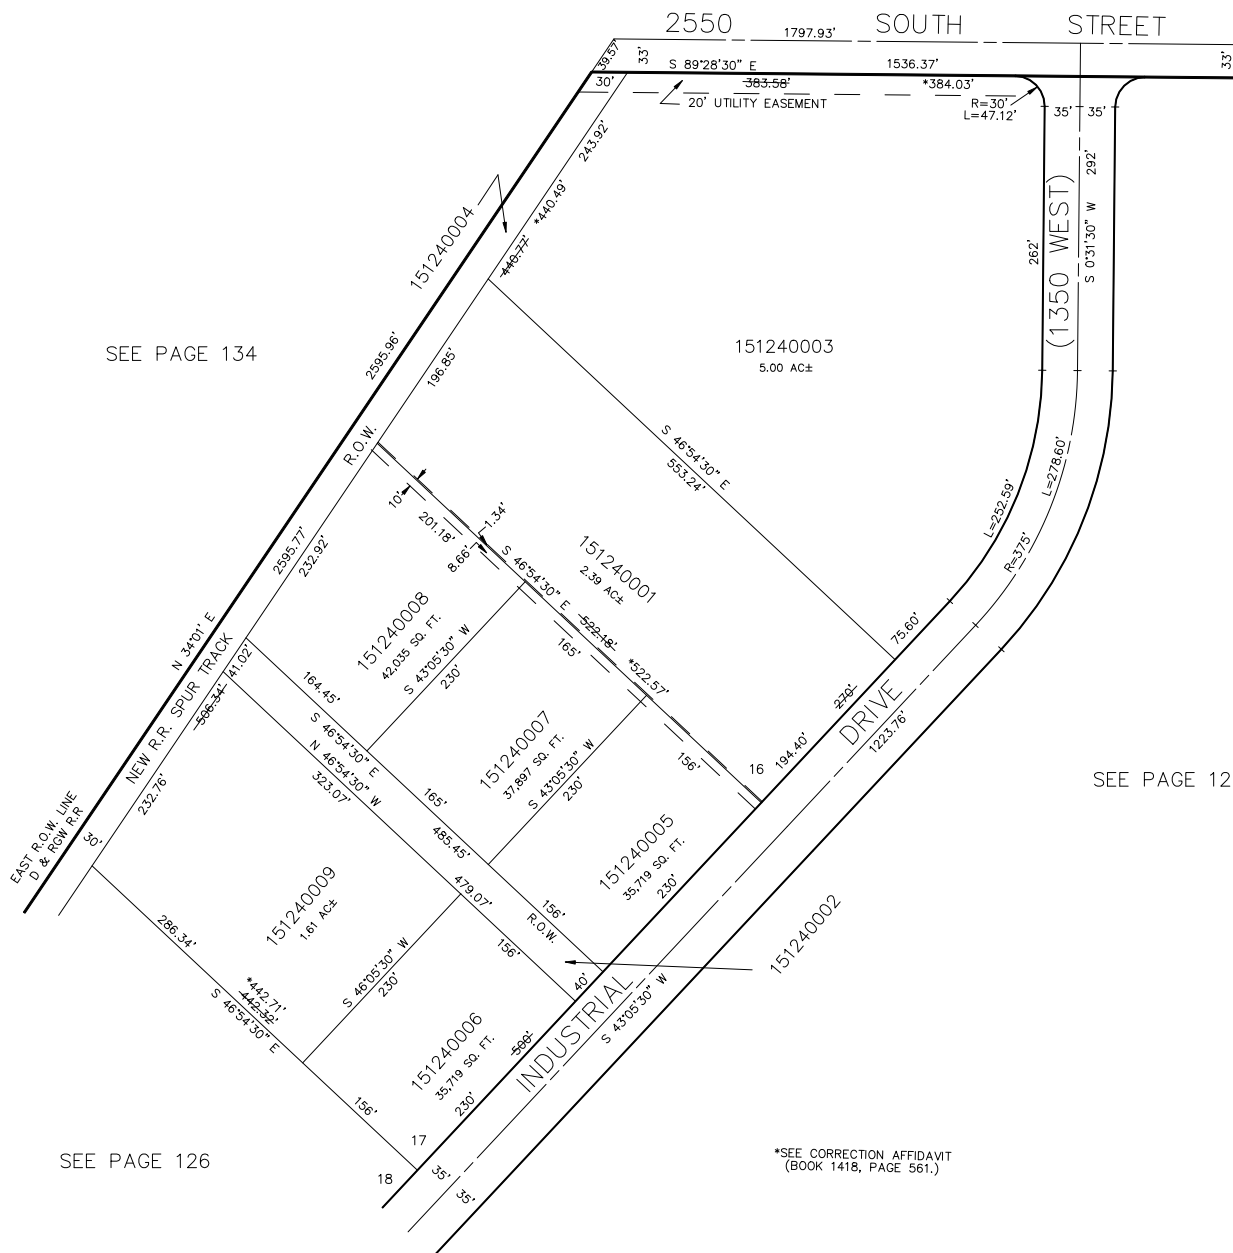 2550 SOUTH STREET
1797.93'
39.57
33'
S 89°28'30" E
1536.37'
33'
30'
383.58'
*384.03'
20' UTILITY EASEMENT
R=30'
L=47.12'
35'
35'
243.92'
292'
*440.49'
440.77'
151240004
(1350 WEST)
S 0°31'30" W
262'
SEE PAGE 134
2595.96'
196.85'
151240003
5.00 AC±
R.O.W.
S 46°54'30" E
553.24'
L=278.60'
L=252.59'
R=375'
10'
201.18'
1.34'
8.66'
2595.77'
232.92'
S 46°54'30" E
522.18'
*522.57'
151240001
2.39 AC±
151240008
42,035 SQ. FT.
S 43°05'30" W
230'
165'
75.60'
N 34°01' E
NEW R.R. SPUR TRACK
506.34'
41.02'
164.45'
S 46°54'30" E
N 46°54'30" W
323.07'
151240007
37,897 SQ. FT.
S 43°05'30" W
230'
156'
16
270'
194.40'
INDUSTRIAL DRIVE
1223.76'
SEE PAGE 12
232.76'
EAST R.O.W. LINE
D & RGW R.R
30'
165'
485.45'
479.07'
151240005
35,719 SQ. FT.
230'
151240009
1.61 AC±
156'
R.O.W.
156'
151240002
286.34'
*442.71'
442.32'
S 46°54'30" E
S 46°05'30" W
230'
40'
S 43°05'30" W
151240006
35,719 SQ. FT.
500'
230'
156'
17
18
35'
35'
SEE PAGE 126
*SEE CORRECTION AFFIDAVIT
(BOOK 1418, PAGE 561.)